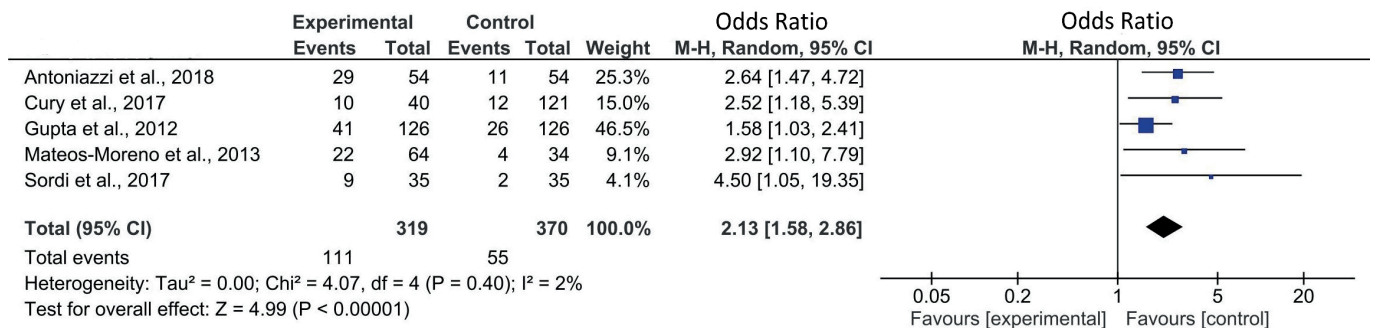 Experimental Control Odds Ratio Odds Ratio
Events Total Events Total Weight M-H, Random, 95% CI M-H, Random, 95% CI
Antoniazzi et al., 2018 29 54 11 54 25.3% 2.64 [1.47, 4.72]
Cury et al., 2017 10 40 12 121 15.0% 2.52 [1.18, 5.39]
Gupta et al., 2012 41 126 26 126 46.5% 1.58 [1.03, 2.41]
Mateos-Moreno et al., 2013 22 64 4 34 9.1% 2.92 [1.10, 7.79]
Sordi et al., 2017 9 35 2 35 4.1% 4.50 [1.05, 19.35]
Total (95% CI) 319 370 100.0% 2.13 [1.58, 2.86]
Total events 111 55
Heterogeneity: Tau² = 0.00; Chi² = 4.07, df = 4 (P = 0.40); I² = 2%
Test for overall effect: Z = 4.99 (P < 0.00001)
0.05 0.2 1 5 20
Favours [experimental] Favours [control]